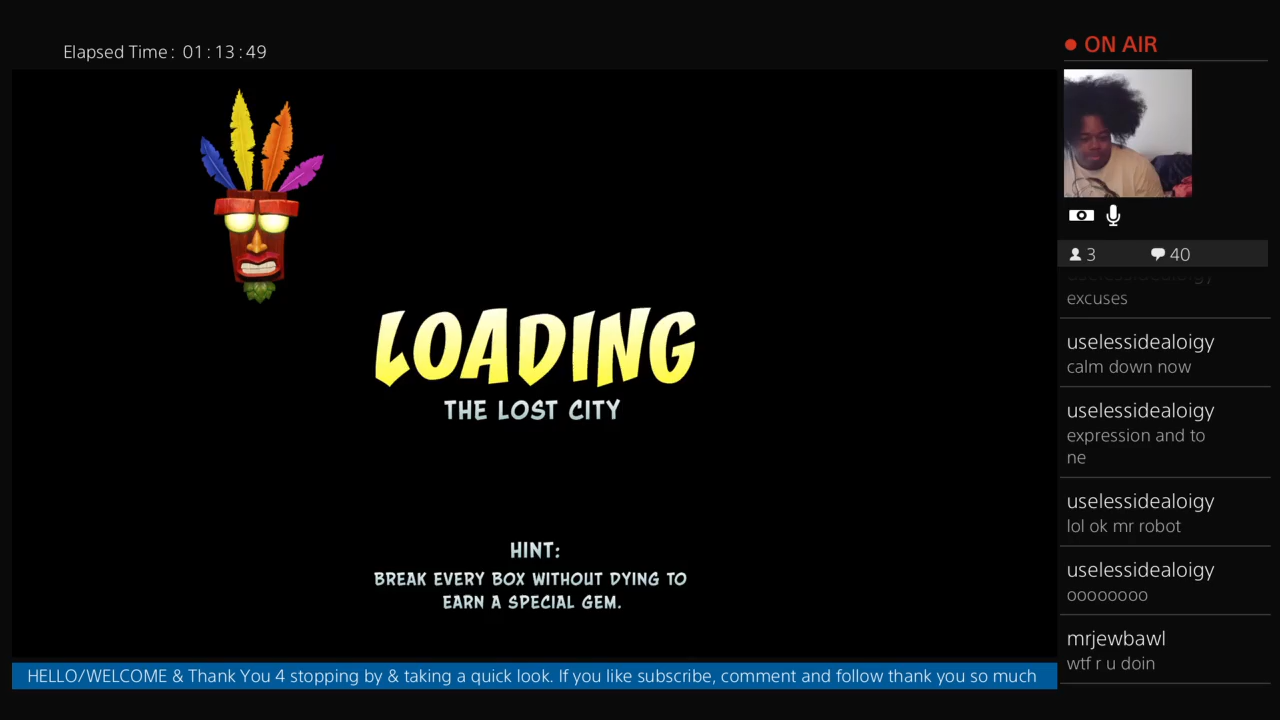 Elapsed Time: 01:13:49
ON AIR
3 40
excuses
uselessidealoigy
calm down now
uselessidealoigy
expression and to
ne
uselessidealoigy
lol ok mr robot
uselessidealoigy
oooooooo
mrjewbawl
wtf r u doin
LOADING
THE LOST CITY
HINT:
BREAK EVERY BOX WITHOUT DYING TO
EARN A SPECIAL GEM.
HELLO/WELCOME & Thank You 4 stopping by & taking a quick look. If you like subscribe, comment and follow thank you so much